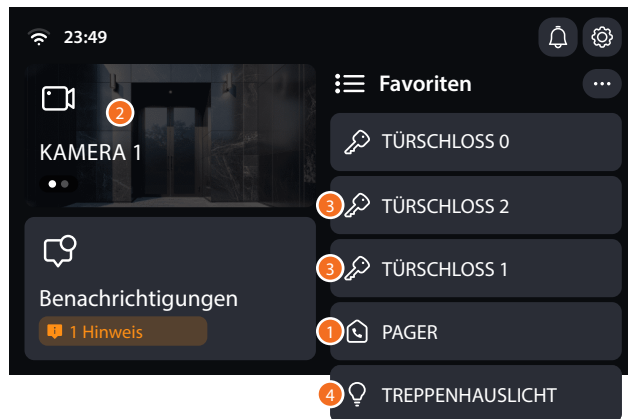 23:49
2
KAMERA 1
Benachrichtigungen
1 Hinweis
Favoriten
TÜRSCHLOSS 0
3 TÜRSCHLOSS 2
3 TÜRSCHLOSS 1
1 PAGER
4 TREPPENHAUSLICHT